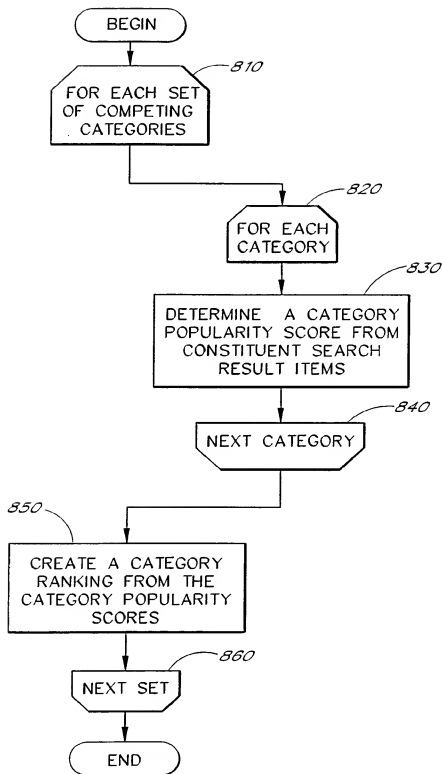 BEGIN
810
FOR EACH SET
OF COMPETING
CATEGORIES
820
FOR EACH
CATEGORY
830
DETERMINE A CATEGORY
POPULARITY SCORE FROM
CONSTITUENT SEARCH
RESULT ITEMS
840
NEXT CATEGORY
850
CREATE A CATEGORY
RANKING FROM THE
CATEGORY POPULARITY
SCORES
860
NEXT SET
END